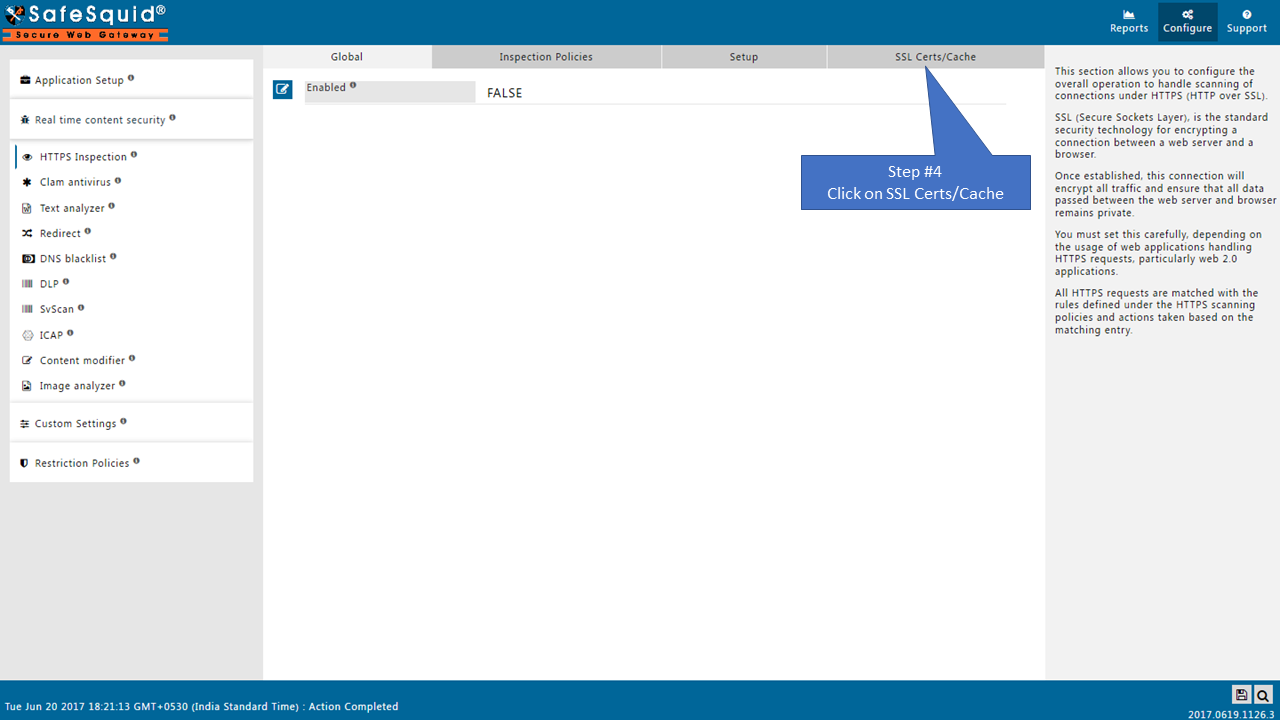 SafeSquid®
Secure Web Gateway
Reports
Configure
Support
Application Setup
Real time content security
HTTPS Inspection
Clam antivirus
Text analyzer
Redirect
DNS blacklist
DLP
SvScan
ICAP
Content modifier
Image analyzer
Custom Settings
Restriction Policies
Global
Inspection Policies
Setup
SSL Certs/Cache
Enabled
FALSE
Step #4
Click on SSL Certs/Cache
This section allows you to configure the
overall operation to handle scanning of
connections under HTTPS (HTTP over SSL).
SSL (Secure Sockets Layer), is the standard
security technology for encrypting a
connection between a web server and a
browser.
Once established, this connection will
encrypt all traffic and ensure that all data
passed between the web server and browser
remains private.
You must set this carefully, depending on
the usage of web applications handling
HTTPS requests, particularly web 2.0
applications.
All HTTPS requests are matched with the
rules defined under the HTTPS scanning
policies and actions taken based on the
matching entry.
Tue Jun 20 2017 18:21:13 GMT+0530 (India Standard Time) : Action Completed
2017.0619.1126.3